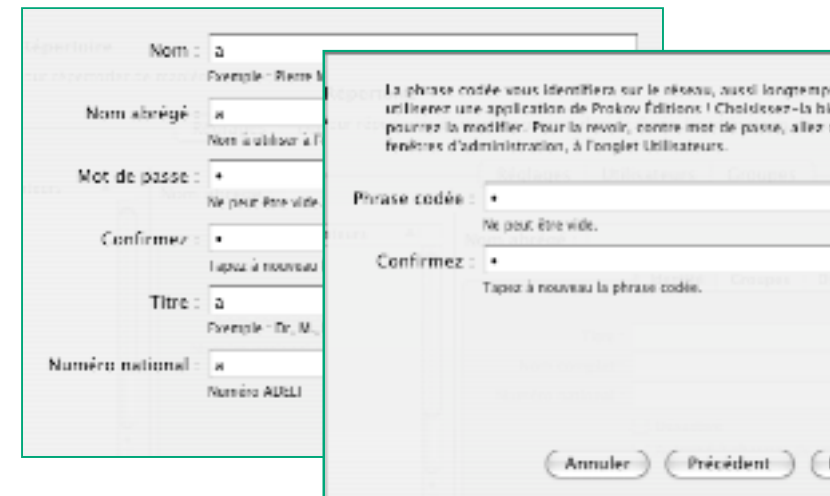 Nom : a
Exemple : Pierre M
Nom abrégé : a
Nom à utiliser à l'
Mot de passe : •
Ne peut être vide.
Confirmez : •
Tapez à nouveau
Titre : a
Exemple : Dr, M.,
Numéro national : a
Numéro ADELI
La phrase codée vous identifiera sur le réseau, aussi longtemp
utiliserez une application de Prokov Éditions ! Choisissez-la bi
pourrez la modifier. Pour la revoir, contre mot de passe, allez
fenêtres d'administration, à l'onglet Utilisateurs.
Phrase codée : •
Ne peut être vide.
Confirmez : •
Tapez à nouveau la phrase codée.
Annuler Précédent